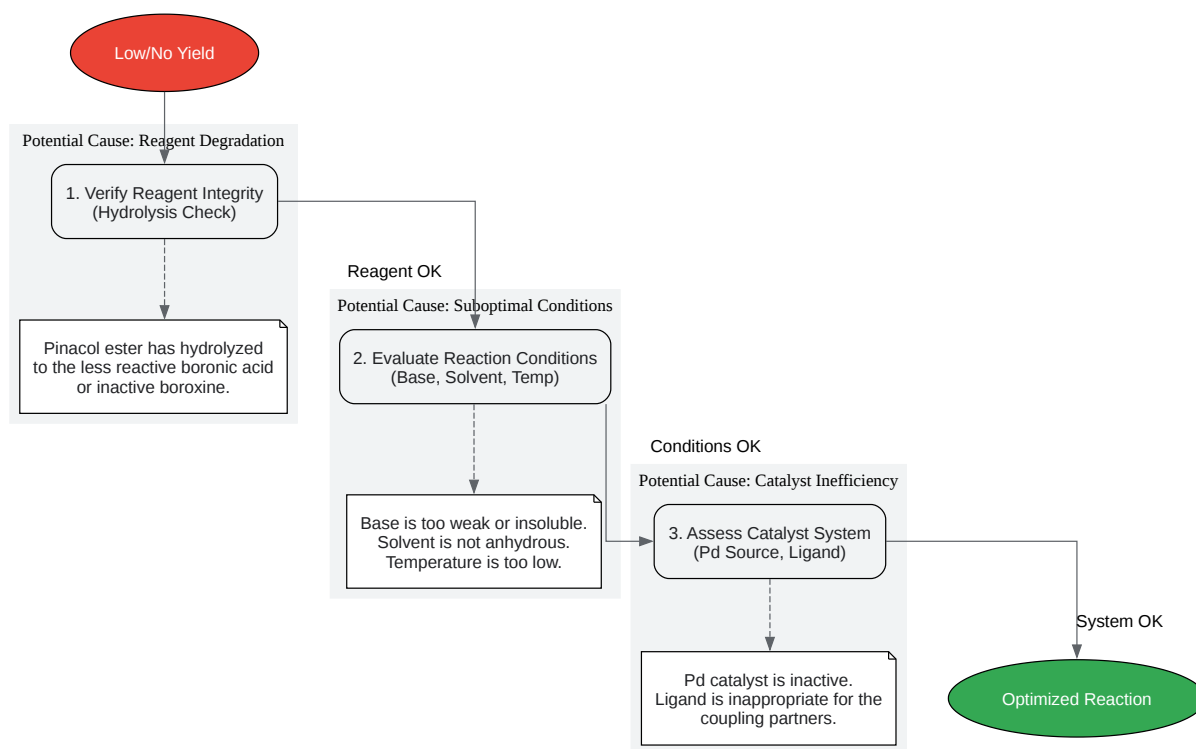 Low/No Yield
Potential Cause: Reagent Degradation
1. Verify Reagent Integrity
(Hydrolysis Check)
Pinacol ester has hydrolyzed
to the less reactive boronic acid
or inactive boroxine.
Reagent OK
Potential Cause: Suboptimal Conditions
2. Evaluate Reaction Conditions
(Base, Solvent, Temp)
Base is too weak or insoluble.
Solvent is not anhydrous.
Temperature is too low.
Conditions OK
Potential Cause: Catalyst Inefficiency
3. Assess Catalyst System
(Pd Source, Ligand)
Pd catalyst is inactive.
Ligand is inappropriate for the
coupling partners.
System OK
Optimized Reaction